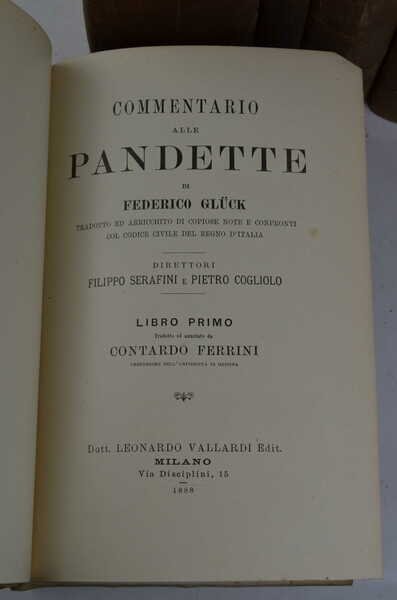 COMMENTARIO
ALLE
PANDETTE
DI
FEDERICO GLÜCK
TRADOTTO ED ARRICCHITO DI COPIOSE NOTE E CONFRONTI
COL CODICE CIVILE DEL REGNO D'ITALIA
DIRETTORI
FILIPPO SERAFINI E PIETRO COGLIOLO
LIBRO PRIMO
Tradotto ed annotato da
CONTARDO FERRINI
PROFESSORE NELL'UNIVERSITÀ DI MESSINA
Dott. LEONARDO VALLARDI Edit.
MILANO
Via Disciplini, 15
1888